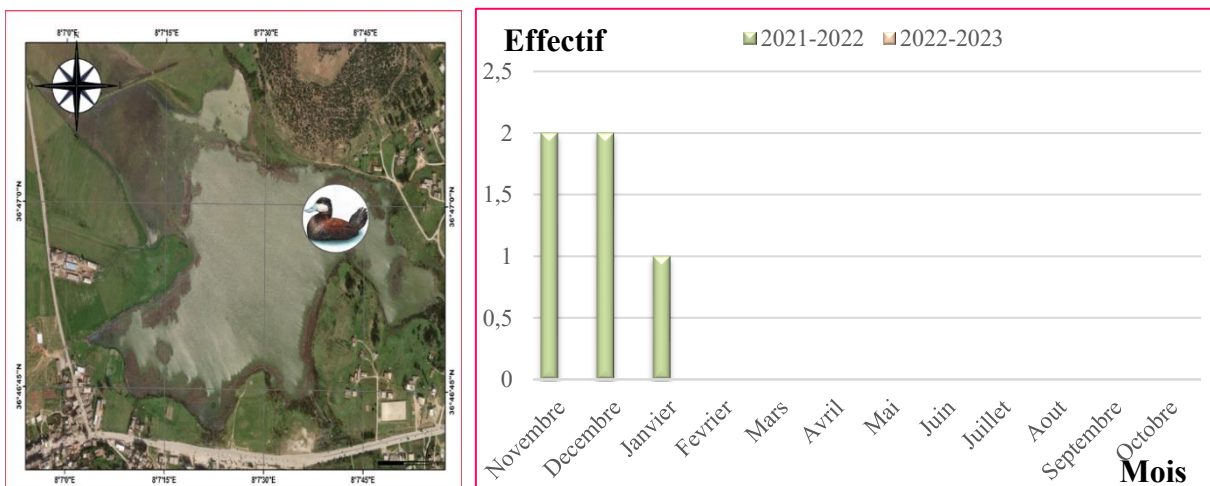 8°7'0"E 8°7'15"E 8°7'30"E 8°7'45"E
36°47'0"N 36°47'0"N
36°46'45"N 36°46'45"N
8°7'0"E 8°7'15"E 8°7'30"E 8°7'45"E
Effectif
2021-2022 2022-2023
2,5
2
1,5
1
0,5
0
Novembre
Decembre
Janvier
Fevrier
Mars
Avril
Mai
Juin
Juillet
Aout
Septembre
Octobre
Mois